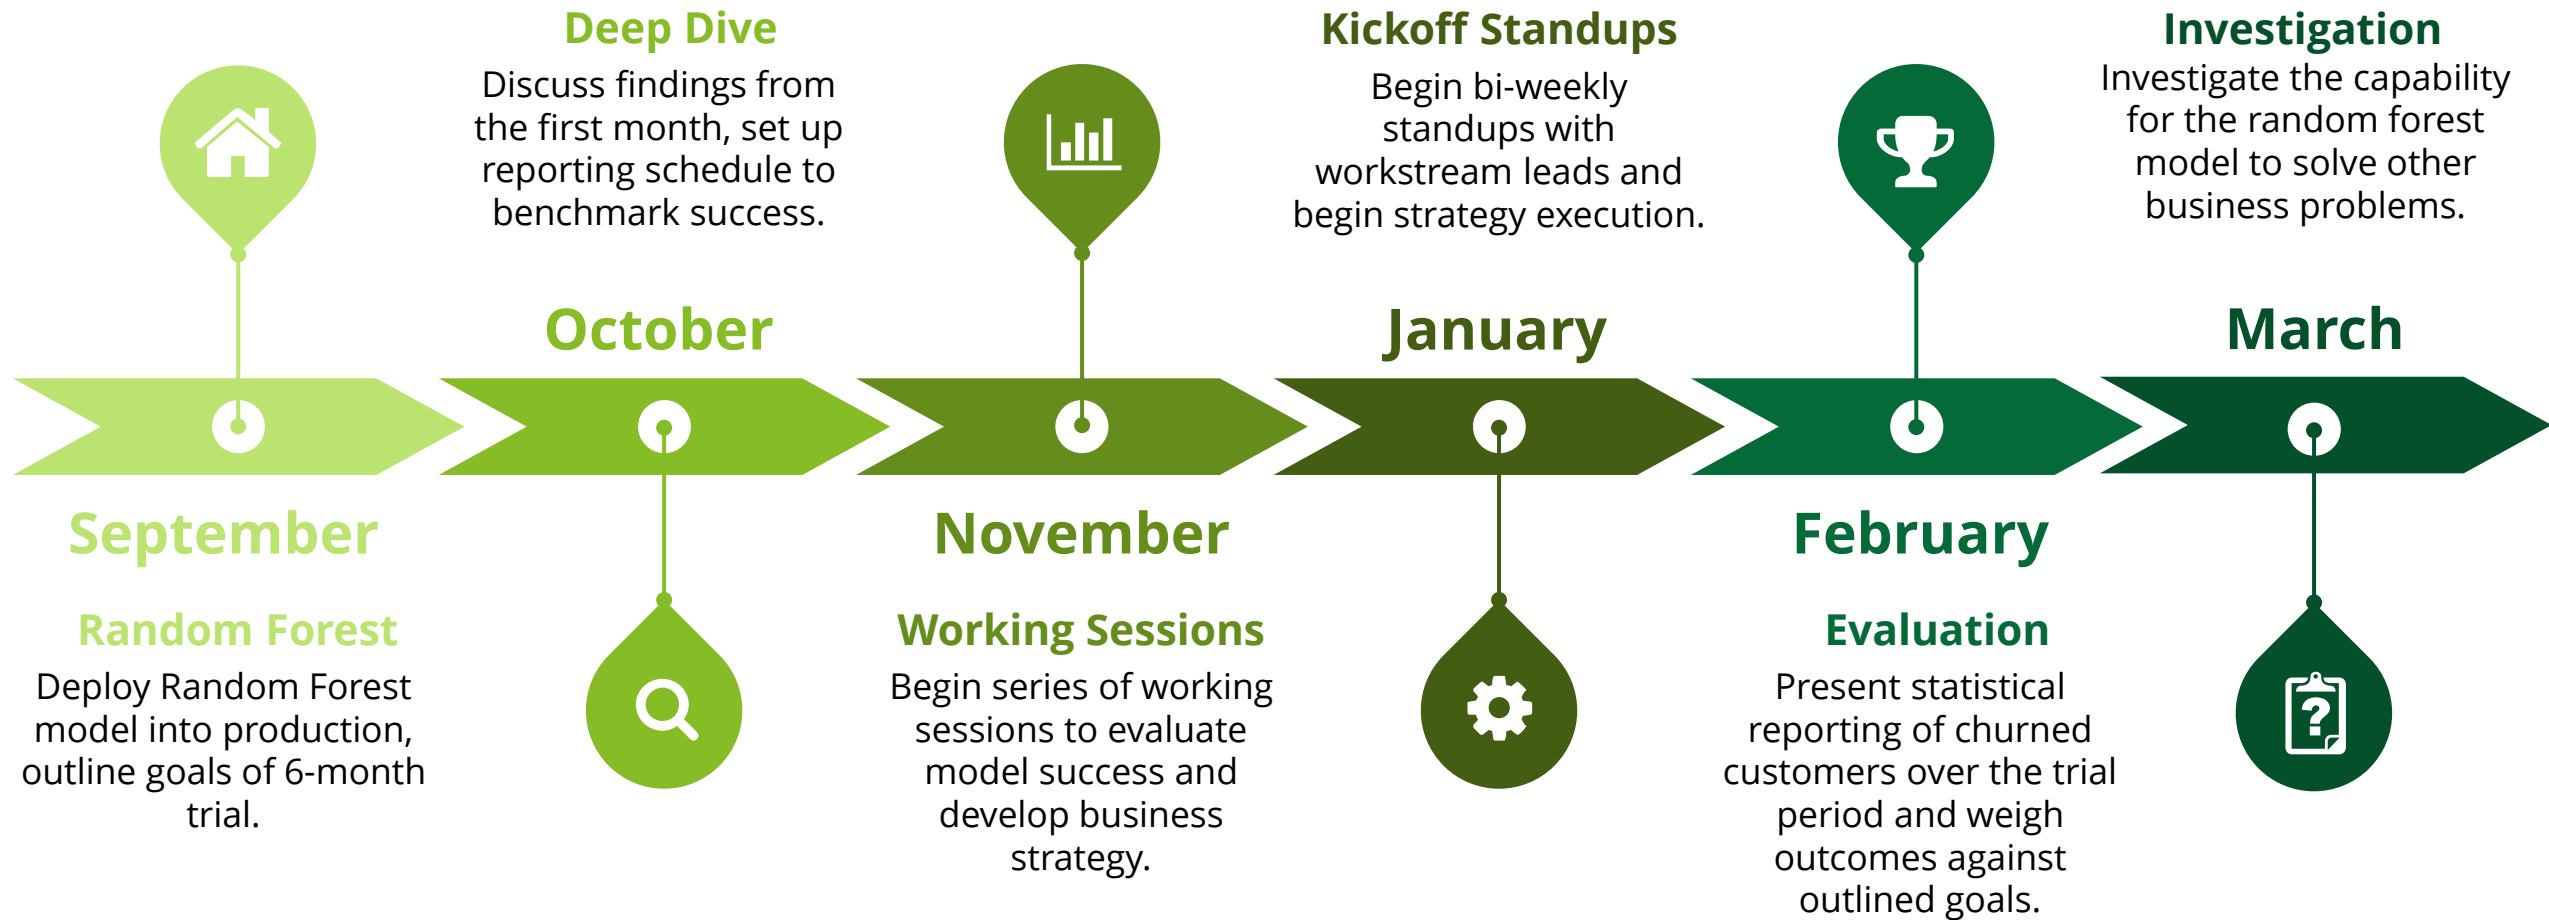 September
Random Forest
Deploy Random Forest
model into production,
outline goals of 6-month
trial.
Deep Dive
Discuss findings from
the first month, set up
reporting schedule to
benchmark success.
October
November
Working Sessions
Begin series of working
sessions to evaluate
model success and
develop business
strategy.
Kickoff Standups
Begin bi-weekly
standups with
workstream leads and
begin strategy execution.
January
February
Evaluation
Present statistical
reporting of churned
customers over the trial
period and weigh
outcomes against
outlined goals.
Investigation
Investigate the capability
for the random forest
model to solve other
business problems.
March
?